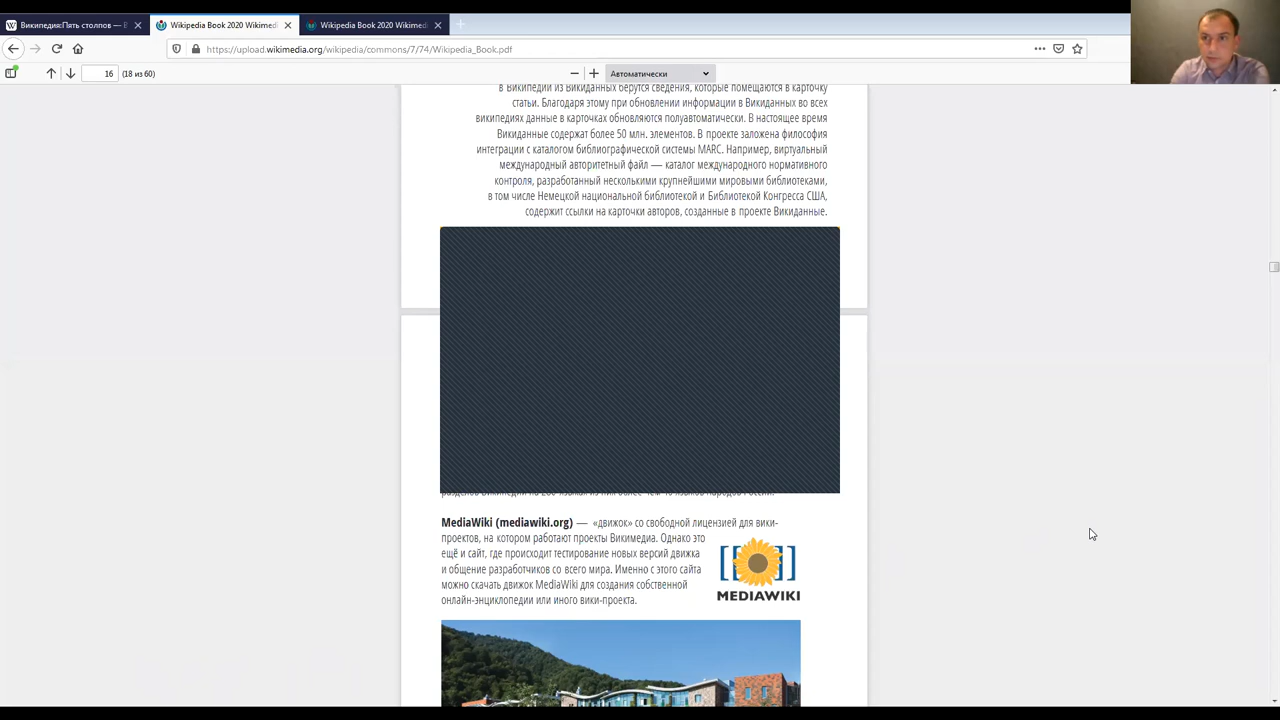 Википедия:Пять столпов — В
Wikipedia Book 2020 Wikimed
Wikipedia Book 2020 Wikimed
https://upload.wikimedia.org/wikipedia/commons/7/74/Wikipedia_Book.pdf
16 (18 из 60)
Автоматически
в Википедии из Викиданных берутся сведения, которые помещаются в карточку
статьи. Благодаря этому при обновлении информации в Викиданных во всех
википедиях данные в карточках обновляются полуавтоматически. В настоящее время
Викиданные содержат более 50 млн. элементов. В проекте заложена философия
интеграции с каталогом библиографической системы MARC. Например, виртуальный
международный авторитетный файл — каталог международного нормативного
контроля, разработанный несколькими крупнейшими мировыми библиотеками,
в том числе Немецкой национальной библиотекой и Библиотекой Конгресса США,
содержит ссылки на карточки авторов, созданные в проекте Викиданные.
MediaWiki (mediawiki.org) — «движок» со свободной лицензией для вики-
проектов, на котором работают проекты Викимедиа. Однако это
ещё и сайт, где происходит тестирование новых версий движка
и общение разработчиков со всего мира. Именно с этого сайта
можно скачать движок MediaWiki для создания собственной
онлайн-энциклопедии или иного вики-проекта.
MEDIAWIKI